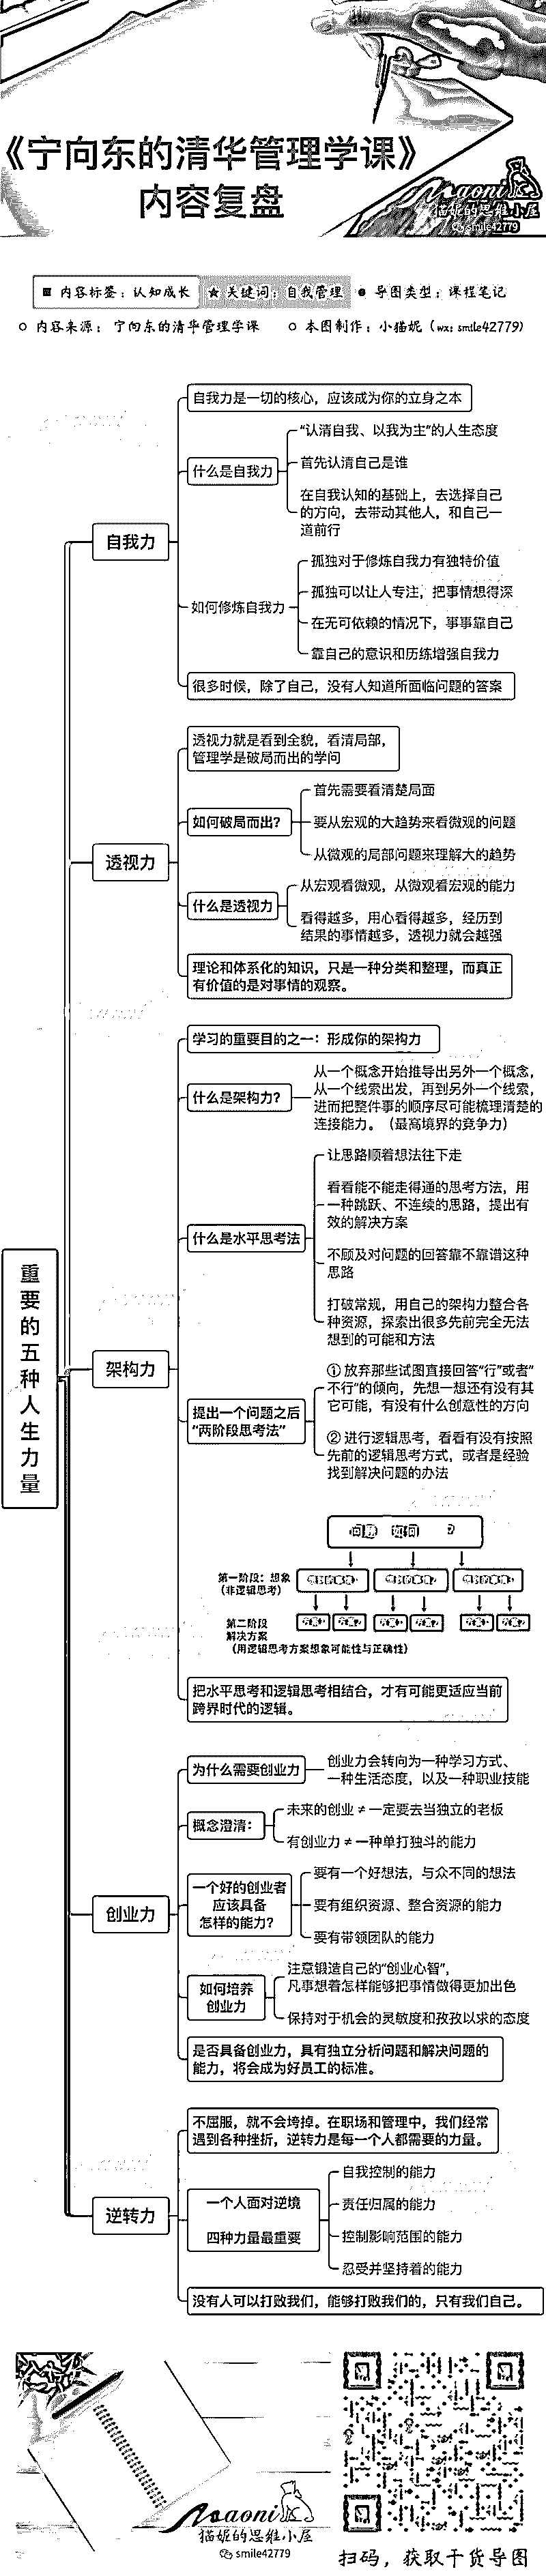 《宁向东的清华管理学课》
内容复盘
Maoni
猫妮的思维小屋
smile42779
内容标签：认知成长
★ 关键词：自我管理
导图类型：课程笔记
内容来源：宁向东的清华管理学课
本图制作：小猫妮（wx: smile42779）
重要的五种人生力量
自我力
自我力是一切的核心，应该成为你的立身之本
什么是自我力
“认清自我、以我为主”的人生态度
首先认清自己是谁
在自我认知的基础上，去选择自己
的方向，去带动其他人，和自己一
道前行
如何修炼自我力
孤独对于修炼自我力有独特价值
孤独可以让人专注，把事情想得深
在无可依赖的情况下，事事靠自己
靠自己的意识和历练增强自我力
很多时候，除了自己，没有人知道所面临问题的答案
透视力
透视力就是看到全貌，看清局部，
管理学是破局而出的学问
如何破局而出？
首先需要看清楚局面
要从宏观的大趋势来看微观的问题
从微观的局部问题来理解大的趋势
什么是透视力
从宏观看微观，从微观看宏观的能力
看得越多，用心看得越多，经历到
结果的事情越多，透视力就会越强
理论和体系化的知识，只是一种分类和整理，而真正
有价值的是对事情的观察。
架构力
学习的重要目的之一：形成你的架构力
什么是架构力？
从一个概念开始推导出另外一个概念，
从一个线索出发，再到另外一个线索，
进而把整件事的顺序尽可能梳理清楚的
连接能力。（最高境界的竞争力）
什么是水平思考法
让思路顺着想法往下走
看看能不能走得通的思考方法，用
一种跳跃、不连续的思路，提出有
效的解决方案
不顾及对问题的回答靠不靠谱这种
思路
打破常规，用自己的架构力整合各
种资源，探索出很多先前完全无法
想到的可能和方法
提出一个问题之后
“两阶段思考法”
① 放弃那些试图直接回答“行”或者“
不行”的倾向，先想一想还有没有其
它可能，有没有什么创意性的方向
② 进行逻辑思考，看看有没有按照
先前的逻辑思考方式，或者是经验
找到解决问题的办法
问题 如何 ？
第一阶段：想象
（非逻辑思考）
第二阶段
解决方案
（用逻辑思考方案想象可能性与正确性）
把水平思考和逻辑思考相结合，才有可能更适应当前
跨界时代的逻辑。
创业力
为什么需要创业力
创业力会转向为一种学习方式、
一种生活态度，以及一种职业技能
概念澄清：
未来的创业 ≠ 一定要去当独立的老板
有创业力 ≠ 一种单打独斗的能力
一个好的创业者
应该具备
怎样的能力？
要有一个好想法，与众不同的想法
要有组织资源、整合资源的能力
要有带领团队的能力
如何培养
创业力
注意锻造自己的“创业心智”，
凡事想着怎样能够把事情做得更加出色
保持对于机会的灵敏度和孜孜以求的态度
是否具备创业力，具有独立分析问题和解决问题的
能力，将会成为好员工的标准。
逆转力
不屈服，就不会垮掉。在职场和管理中，我们经常
遇到各种挫折，逆转力是每一个人都需要的力量。
一个人面对逆境
四种力量最重要
自我控制的能力
责任归属的能力
控制影响范围的能力
忍受并坚持着的能力
没有人可以打败我们，能够打败我们的，只有我们自己。
Maoni
猫妮的思维小屋
smile42779
扫码，获取干货导图